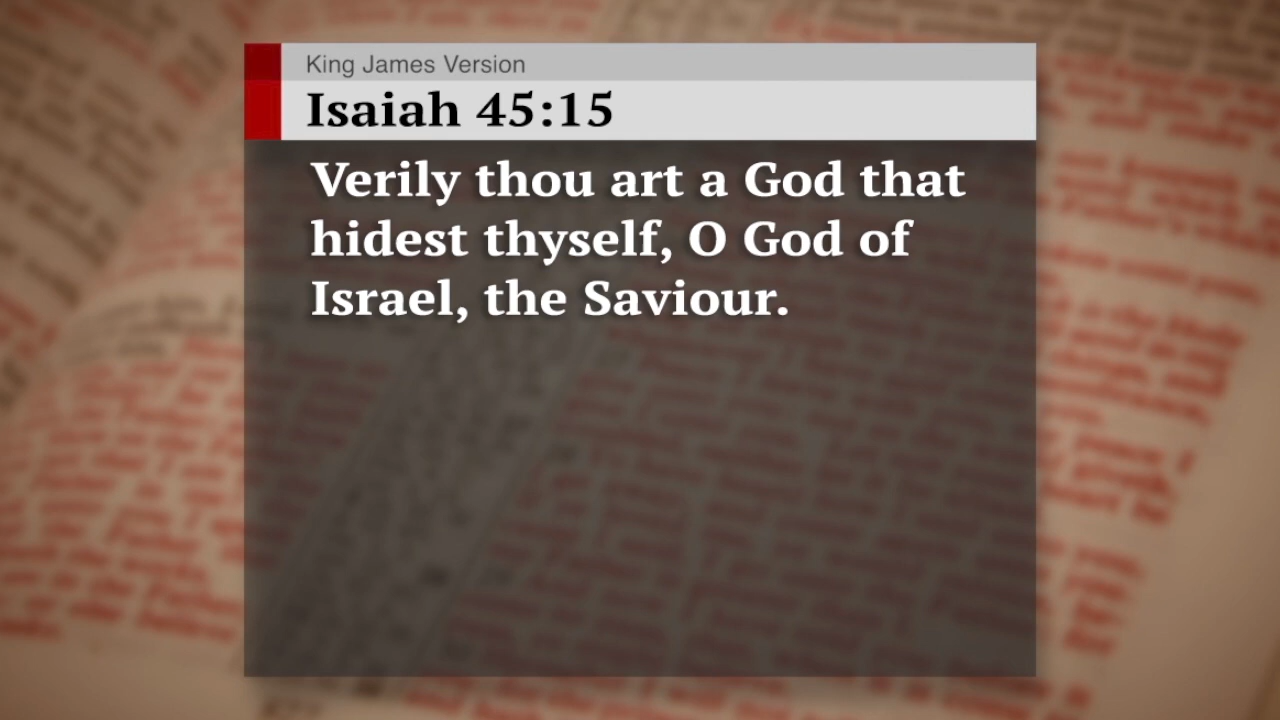 King James Version
Isaiah 45:15
Verily thou art a God that
hidest thyself, O God of
Israel, the Saviour.